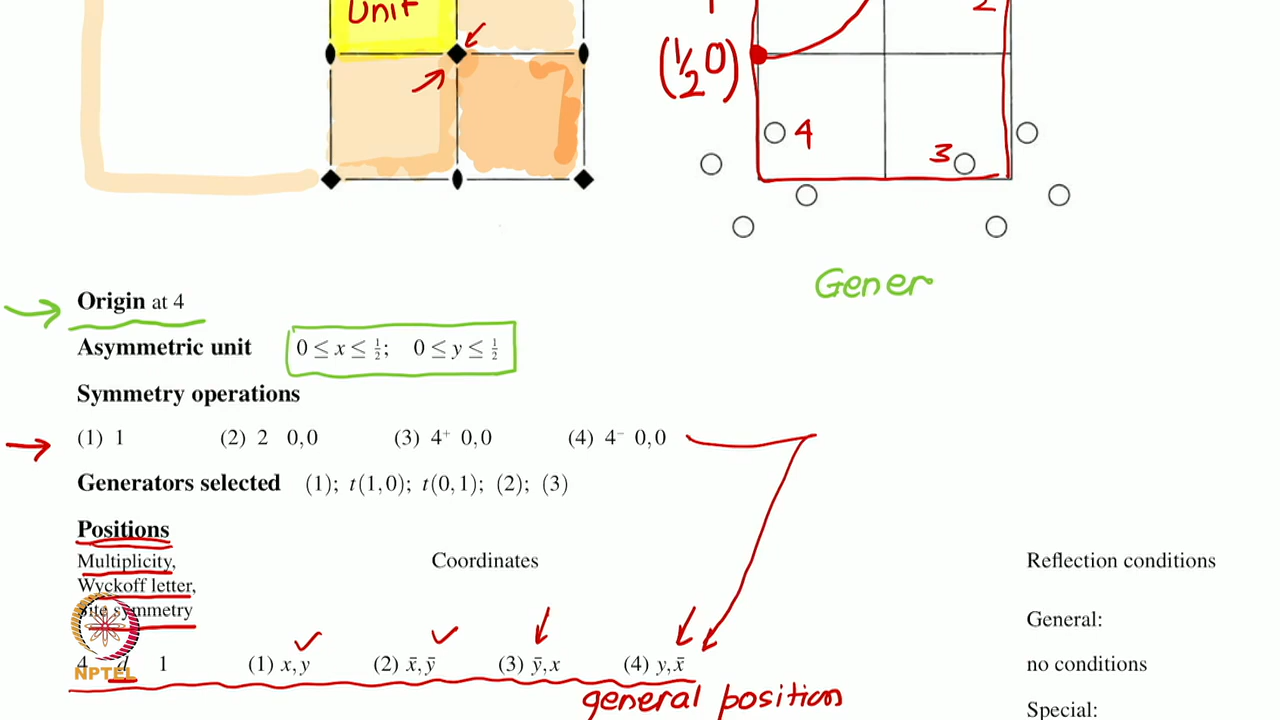 Unit
2
(½ 0)
4
3
Gener
Origin at 4
Asymmetric unit 0 ≤ x ≤ ½; 0 ≤ y ≤ ½
Symmetry operations
(1) 1 (2) 2 0,0 (3) 4⁺ 0,0 (4) 4⁻ 0,0
Generators selected (1); t(1,0); t(0,1); (2); (3)
Positions
Multiplicity, Coordinates Reflection conditions
Wyckoff letter,
Site symmetry
General:
4 d 1 (1) x,y (2) x̄,ȳ (3) ȳ,x (4) y,x̄ no conditions
NPTEL
general position
Special: